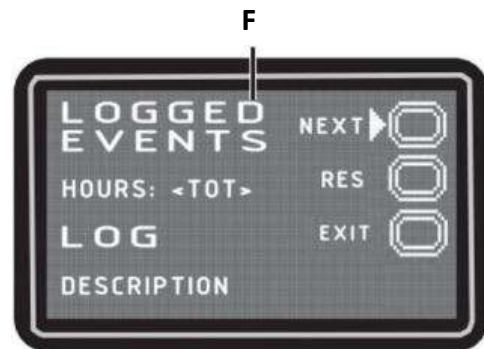 F
LOGGED
EVENTS
NEXT
HOURS: <TOT>
RES
LOG
EXIT
DESCRIPTION